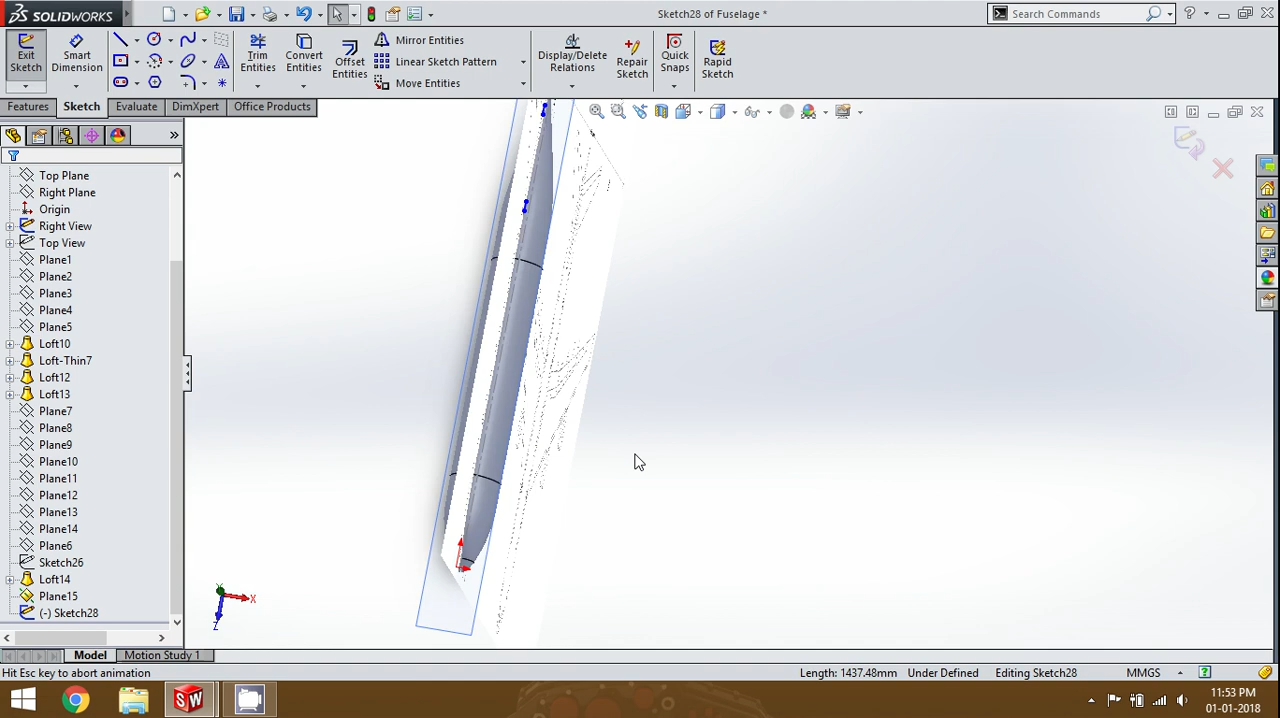 SOLIDWORKS
Sketch28 of Fuselage *
Search Commands
Exit Sketch
Smart Dimension
Trim Entities
Convert Entities
Offset Entities
Mirror Entities
Linear Sketch Pattern
Move Entities
Display/Delete Relations
Repair Sketch
Quick Snaps
Rapid Sketch
Features
Sketch
Evaluate
DimXpert
Office Products
Top Plane
Right Plane
Origin
Right View
Top View
Plane1
Plane2
Plane3
Plane4
Plane5
Loft10
Loft-Thin7
Loft12
Loft13
Plane7
Plane8
Plane9
Plane10
Plane11
Plane12
Plane13
Plane14
Plane6
Sketch26
Loft14
Plane15
(-) Sketch28
Y
X
Z
Model
Motion Study 1
Hit Esc key to abort animation
Length: 1437.48mm
Under Defined
Editing Sketch28
MMGS
SW
11:53 PM
01-01-2018